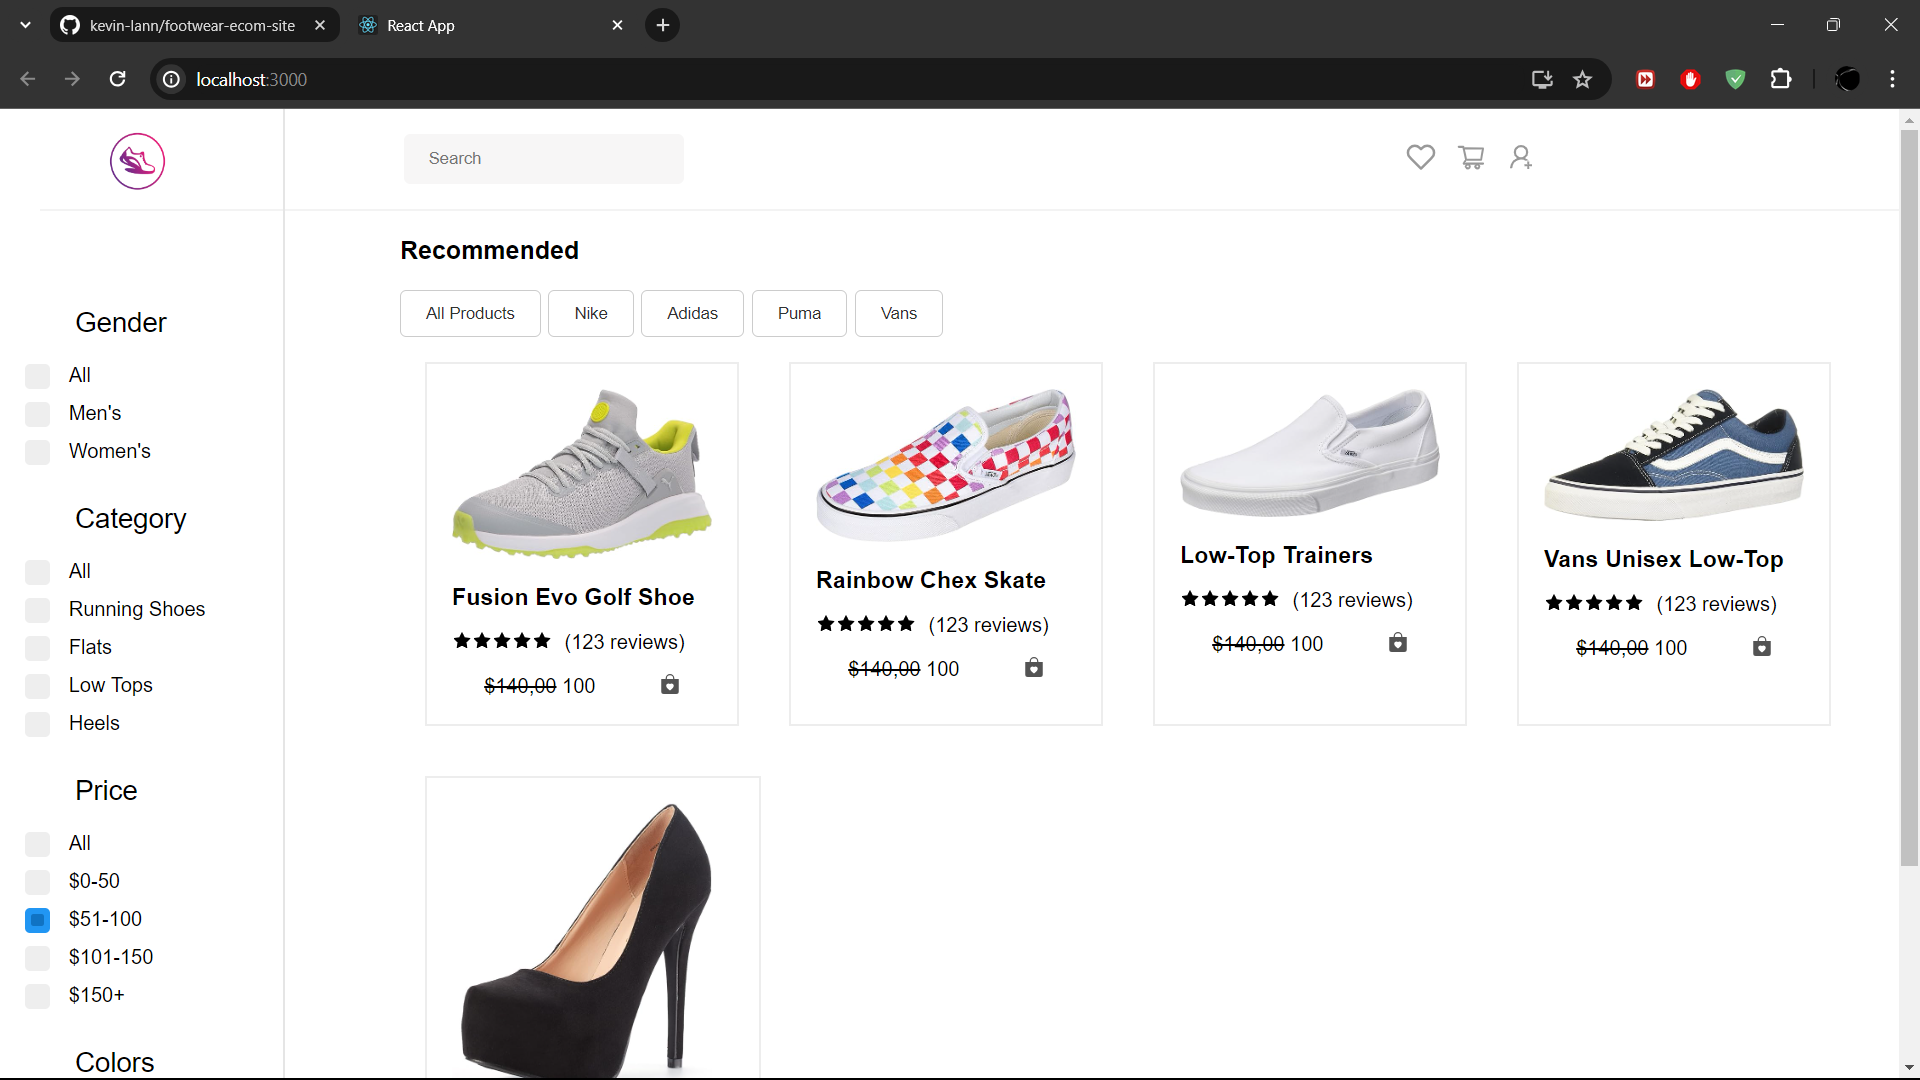 kevin-lann/footwear-ecom-site
React App
localhost:3000
Search
Recommended
All Products
Nike
Adidas
Puma
Vans
Gender
All
Men's
Women's
Category
All
Running Shoes
Flats
Low Tops
Heels
Price
All
$0-50
$51-100
$101-150
$150+
Colors
Fusion Evo Golf Shoe
(123 reviews)
$140,00 100
Rainbow Chex Skate
(123 reviews)
$140,00 100
Low-Top Trainers
(123 reviews)
$140,00 100
Vans Unisex Low-Top
(123 reviews)
$140,00 100